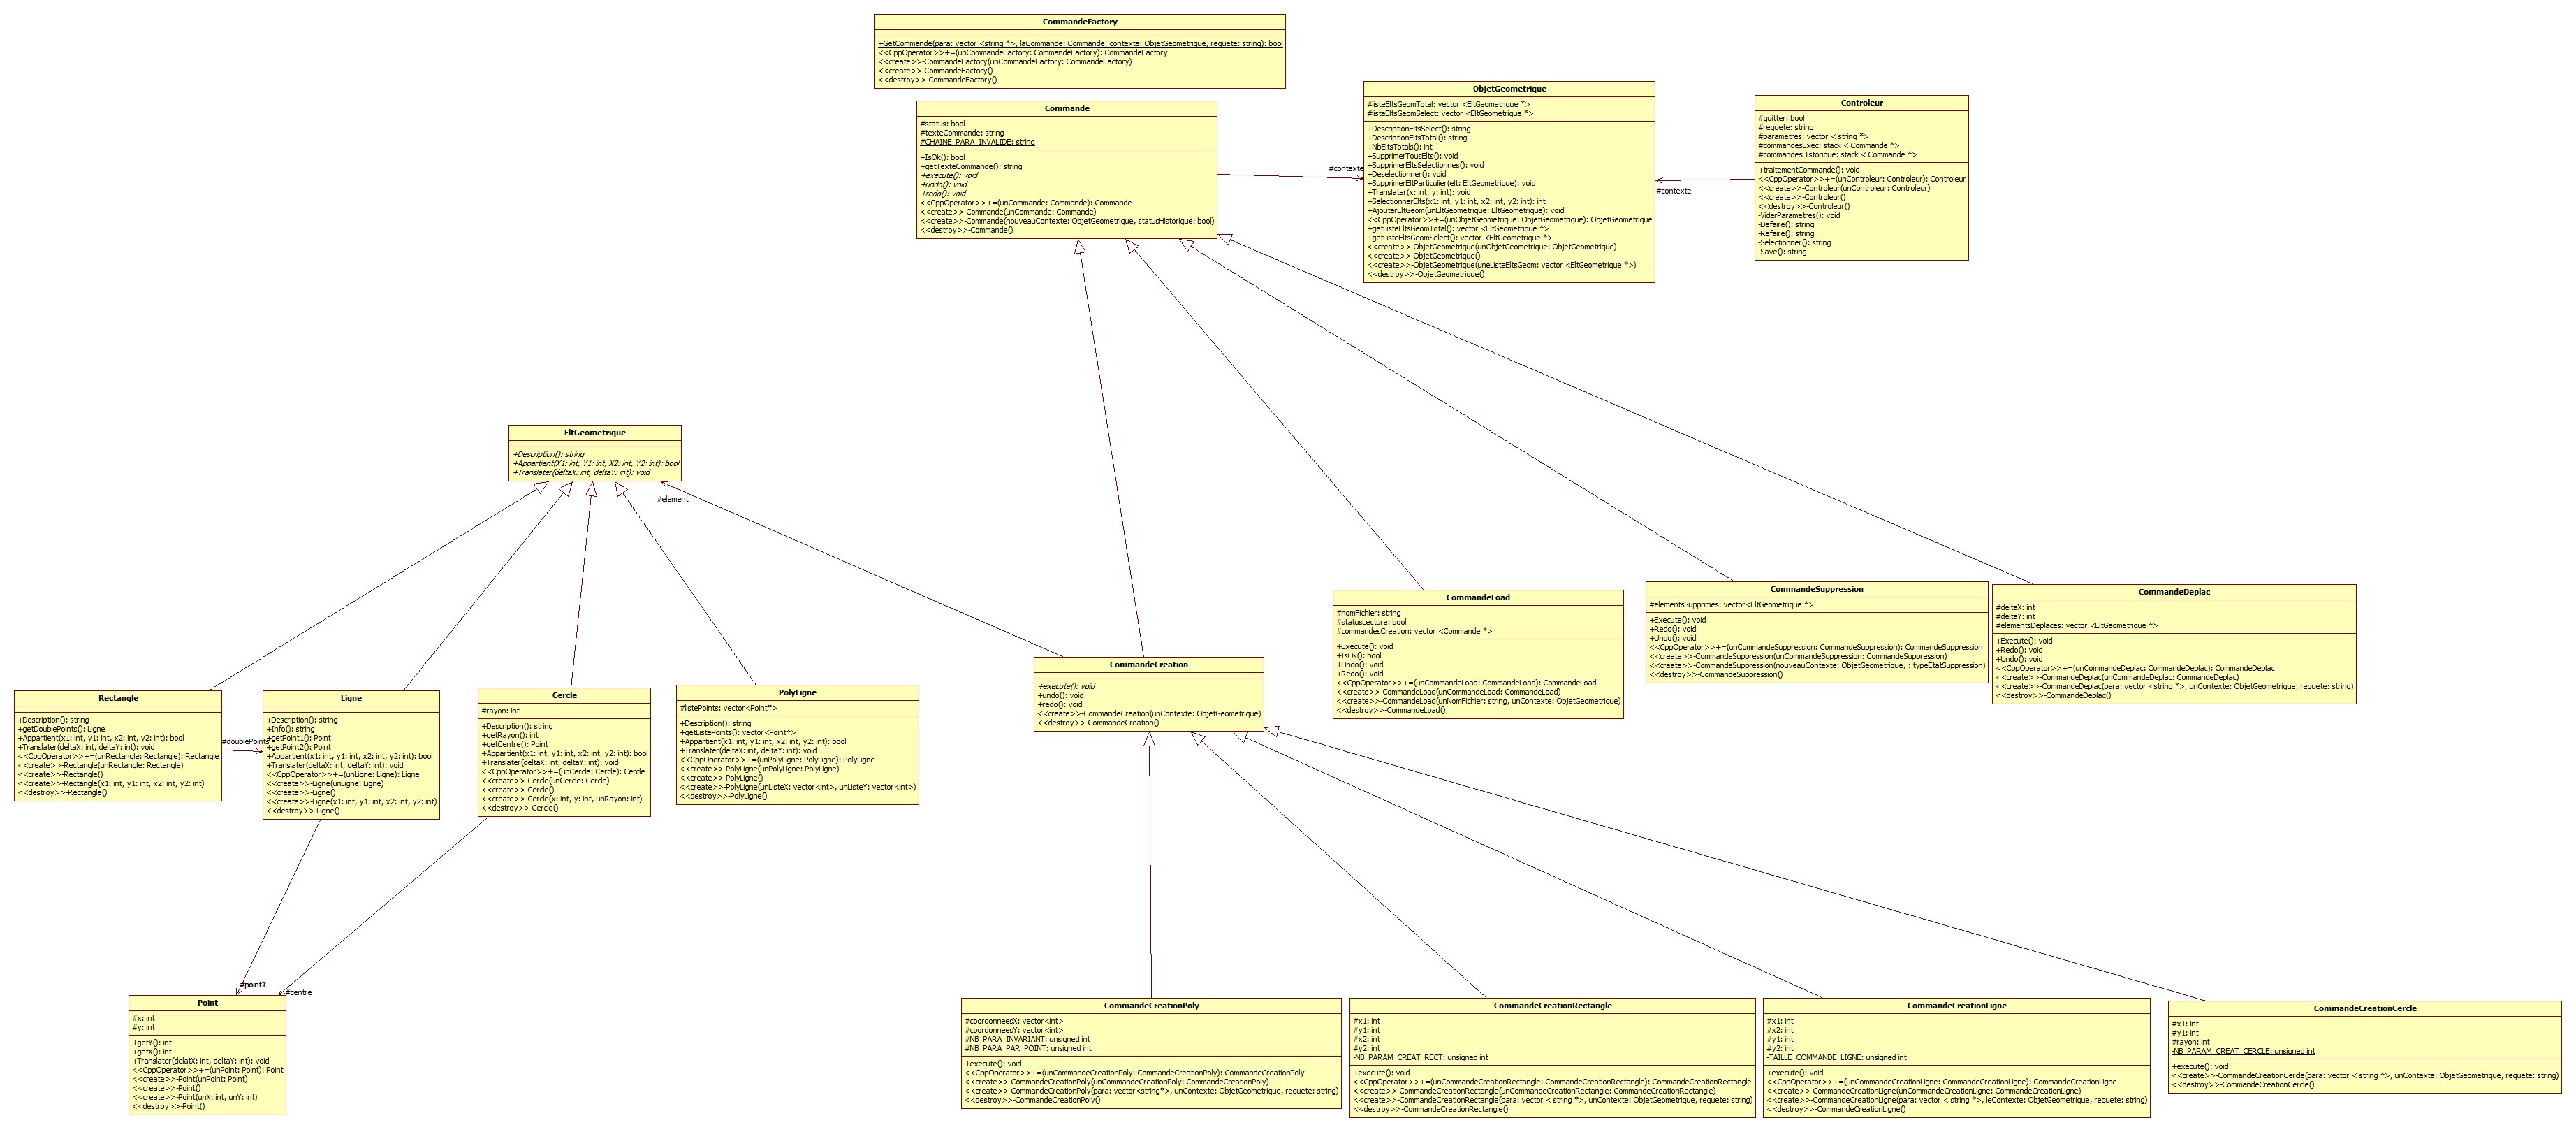 CommandeFactory
+GetCommande(para: vector <string *>, laCommande: Commande, contexte: ObjetGeometrique, requete: string): bool
<<CppOperator>>+=(unCommandeFactory: CommandeFactory): CommandeFactory
<<create>>-CommandeFactory(unCommandeFactory: CommandeFactory)
<<create>>-CommandeFactory()
<<destroy>>-CommandeFactory()
Commande
#status: bool
#texteCommande: string
#CHAINE_PARA_INVALIDE: string
+IsOk(): bool
+getTexteCommande(): string
+execute(): void
+undo(): void
+redo(): void
<<CppOperator>>+=(unCommande: Commande): Commande
<<create>>-Commande(unCommande: Commande)
<<create>>-Commande(nouveauContexte: ObjetGeometrique, statusHistorique: bool)
<<destroy>>-Commande()
#contexte
ObjetGeometrique
#listeEltsGeomTotal: vector <EltGeometrique *>
#listeEltsGeomSelect: vector <EltGeometrique *>
+DescriptionEltsSelect(): string
+DescriptionEltsTotal(): string
+NbEltsTotals(): int
+SupprimerTousElts(): void
+SupprimerEltsSelectionnes(): void
+Deselectionner(): void
+SupprimerEltParticulier(elt: EltGeometrique): void
+Translater(x: int, y: int): void
+SelectionnerElts(x1: int, y1: int, x2: int, y2: int): int
+AjouterEltGeom(unEltGeometrique: EltGeometrique): void
<<CppOperator>>+=(unObjetGeometrique: ObjetGeometrique): ObjetGeometrique
+getListeEltsGeomTotal(): vector <EltGeometrique *>
+getListeEltsGeomSelect(): vector <EltGeometrique *>
<<create>>-ObjetGeometrique(unObjetGeometrique: ObjetGeometrique)
<<create>>-ObjetGeometrique()
<<create>>-ObjetGeometrique(uneListeEltsGeom: vector <EltGeometrique *>)
<<destroy>>-ObjetGeometrique()
#contexte
Controleur
#quitter: bool
#requete: string
#parametres: vector < string *>
#commandesExec: stack < Commande *>
#commandesHistorique: stack < Commande *>
+traitementCommande(): void
<<CppOperator>>+=(unControleur: Controleur): Controleur
<<create>>-Controleur(unControleur: Controleur)
<<create>>-Controleur()
<<destroy>>-Controleur()
-ViderParametres(): void
-Defaire(): string
-Refaire(): string
-Selectionner(): string
-Save(): string
EltGeometrique
+Description(): string
+Appartient(X1: int, Y1: int, X2: int, Y2: int): bool
+Translater(deltaX: int, deltaY: int): void
#element
Rectangle
+Description(): string
+getDoublePoints(): Ligne
+Appartient(x1: int, y1: int, x2: int, y2: int): bool
+Translater(deltaX: int, deltaY: int): void
<<CppOperator>>+=(unRectangle: Rectangle): Rectangle
<<create>>-Rectangle(unRectangle: Rectangle)
<<create>>-Rectangle()
<<create>>-Rectangle(x1: int, y1: int, x2: int, y2: int)
<<destroy>>-Rectangle()
#doublePoints
Ligne
+Description(): string
+Info(): string
+getPoint1(): Point
+getPoint2(): Point
+Appartient(x1: int, y1: int, x2: int, y2: int): bool
+Translater(deltaX: int, deltaY: int): void
<<CppOperator>>+=(unLigne: Ligne): Ligne
<<create>>-Ligne(unLigne: Ligne)
<<create>>-Ligne()
<<create>>-Ligne(x1: int, y1: int, x2: int, y2: int)
<<destroy>>-Ligne()
Cercle
#rayon: int
+Description(): string
+getRayon(): int
+getCentre(): Point
+Appartient(x1: int, y1: int, x2: int, y2: int): bool
+Translater(deltaX: int, deltaY: int): void
<<CppOperator>>+=(unCercle: Cercle): Cercle
<<create>>-Cercle(unCercle: Cercle)
<<create>>-Cercle()
<<create>>-Cercle(x: int, y: int, unRayon: int)
<<destroy>>-Cercle()
PolyLigne
#listePoints: vector<Point*>
+Description(): string
+getListePoints(): vector<Point*>
+Appartient(x1: int, y1: int, x2: int, y2: int): bool
+Translater(deltaX: int, deltaY: int): void
<<CppOperator>>+=(unPolyLigne: PolyLigne): PolyLigne
<<create>>-PolyLigne(unPolyLigne: PolyLigne)
<<create>>-PolyLigne()
<<create>>-PolyLigne(unListeX: vector<int>, unListeY: vector<int>)
<<destroy>>-PolyLigne()
CommandeCreation
+execute(): void
+undo(): void
+redo(): void
<<create>>-CommandeCreation(unContexte: ObjetGeometrique)
<<destroy>>-CommandeCreation()
CommandeLoad
#nomFichier: string
#statusLecture: bool
#commandesCreation: vector <Commande *>
+Execute(): void
+IsOk(): bool
+Undo(): void
+Redo(): void
<<CppOperator>>+=(unCommandeLoad: CommandeLoad): CommandeLoad
<<create>>-CommandeLoad(unCommandeLoad: CommandeLoad)
<<create>>-CommandeLoad(unNomFichier: string, unContexte: ObjetGeometrique)
<<destroy>>-CommandeLoad()
CommandeSuppression
#elementsSupprimes: vector<EltGeometrique *>
+Execute(): void
+Redo(): void
+Undo(): void
<<CppOperator>>+=(unCommandeSuppression: CommandeSuppression): CommandeSuppression
<<create>>-CommandeSuppression(unCommandeSuppression: CommandeSuppression)
<<create>>-CommandeSuppression(nouveauContexte: ObjetGeometrique, : typeEtatSuppression)
<<destroy>>-CommandeSuppression()
CommandeDeplac
#deltaX: int
#deltaY: int
#elementsDeplaces: vector <EltGeometrique *>
+Execute(): void
+Redo(): void
+Undo(): void
<<CppOperator>>+=(unCommandeDeplac: CommandeDeplac): CommandeDeplac
<<create>>-CommandeDeplac(unCommandeDeplac: CommandeDeplac)
<<create>>-CommandeDeplac(para: vector <string *>, unContexte: ObjetGeometrique, requete: string)
<<destroy>>-CommandeDeplac()
#centre
Point
#x: int
#y: int
+getY(): int
+getX(): int
+Translater(delatX: int, deltaY: int): void
<<CppOperator>>+=(unPoint: Point): Point
<<create>>-Point(unPoint: Point)
<<create>>-Point()
<<create>>-Point(unX: int, unY: int)
<<destroy>>-Point()
CommandeCreationPoly
#coordonneesX: vector<int>
#coordonneesY: vector<int>
#NB_PARA_INVARIANT: unsigned int
#NB_PARA_PAR_POINT: unsigned int
+execute(): void
<<CppOperator>>+=(unCommandeCreationPoly: CommandeCreationPoly): CommandeCreationPoly
<<create>>-CommandeCreationPoly(unCommandeCreationPoly: CommandeCreationPoly)
<<create>>-CommandeCreationPoly(para: vector<string*>, unContexte: ObjetGeometrique, requete: string)
<<destroy>>-CommandeCreationPoly()
CommandeCreationRectangle
#x1: int
#y1: int
#x2: int
#y2: int
-NB_PARAM_CREAT_RECT: unsigned int
+execute(): void
<<CppOperator>>+=(unCommandeCreationRectangle: CommandeCreationRectangle): CommandeCreationRectangle
<<create>>-CommandeCreationRectangle(unCommandeCreationRectangle: CommandeCreationRectangle)
<<create>>-CommandeCreationRectangle(para: vector < string *>, unContexte: ObjetGeometrique, requete: string)
<<destroy>>-CommandeCreationRectangle()
CommandeCreationLigne
#x1: int
#x2: int
#y1: int
#y2: int
-TAILLE_COMMANDE_LIGNE: unsigned int
+execute(): void
<<CppOperator>>+=(unCommandeCreationLigne: CommandeCreationLigne): CommandeCreationLigne
<<create>>-CommandeCreationLigne(unCommandeCreationLigne: CommandeCreationLigne)
<<create>>-CommandeCreationLigne(para: vector < string *>, leContexte: ObjetGeometrique, requete: string)
<<destroy>>-CommandeCreationLigne()
CommandeCreationCercle
#x1: int
#y1: int
#rayon: int
-NB_PARAM_CREAT_CERCLE: unsigned int
+execute(): void
<<create>>-CommandeCreationCercle(para: vector < string *>, unContexte: ObjetGeometrique, requete: string)
<<destroy>>-CommandeCreationCercle()